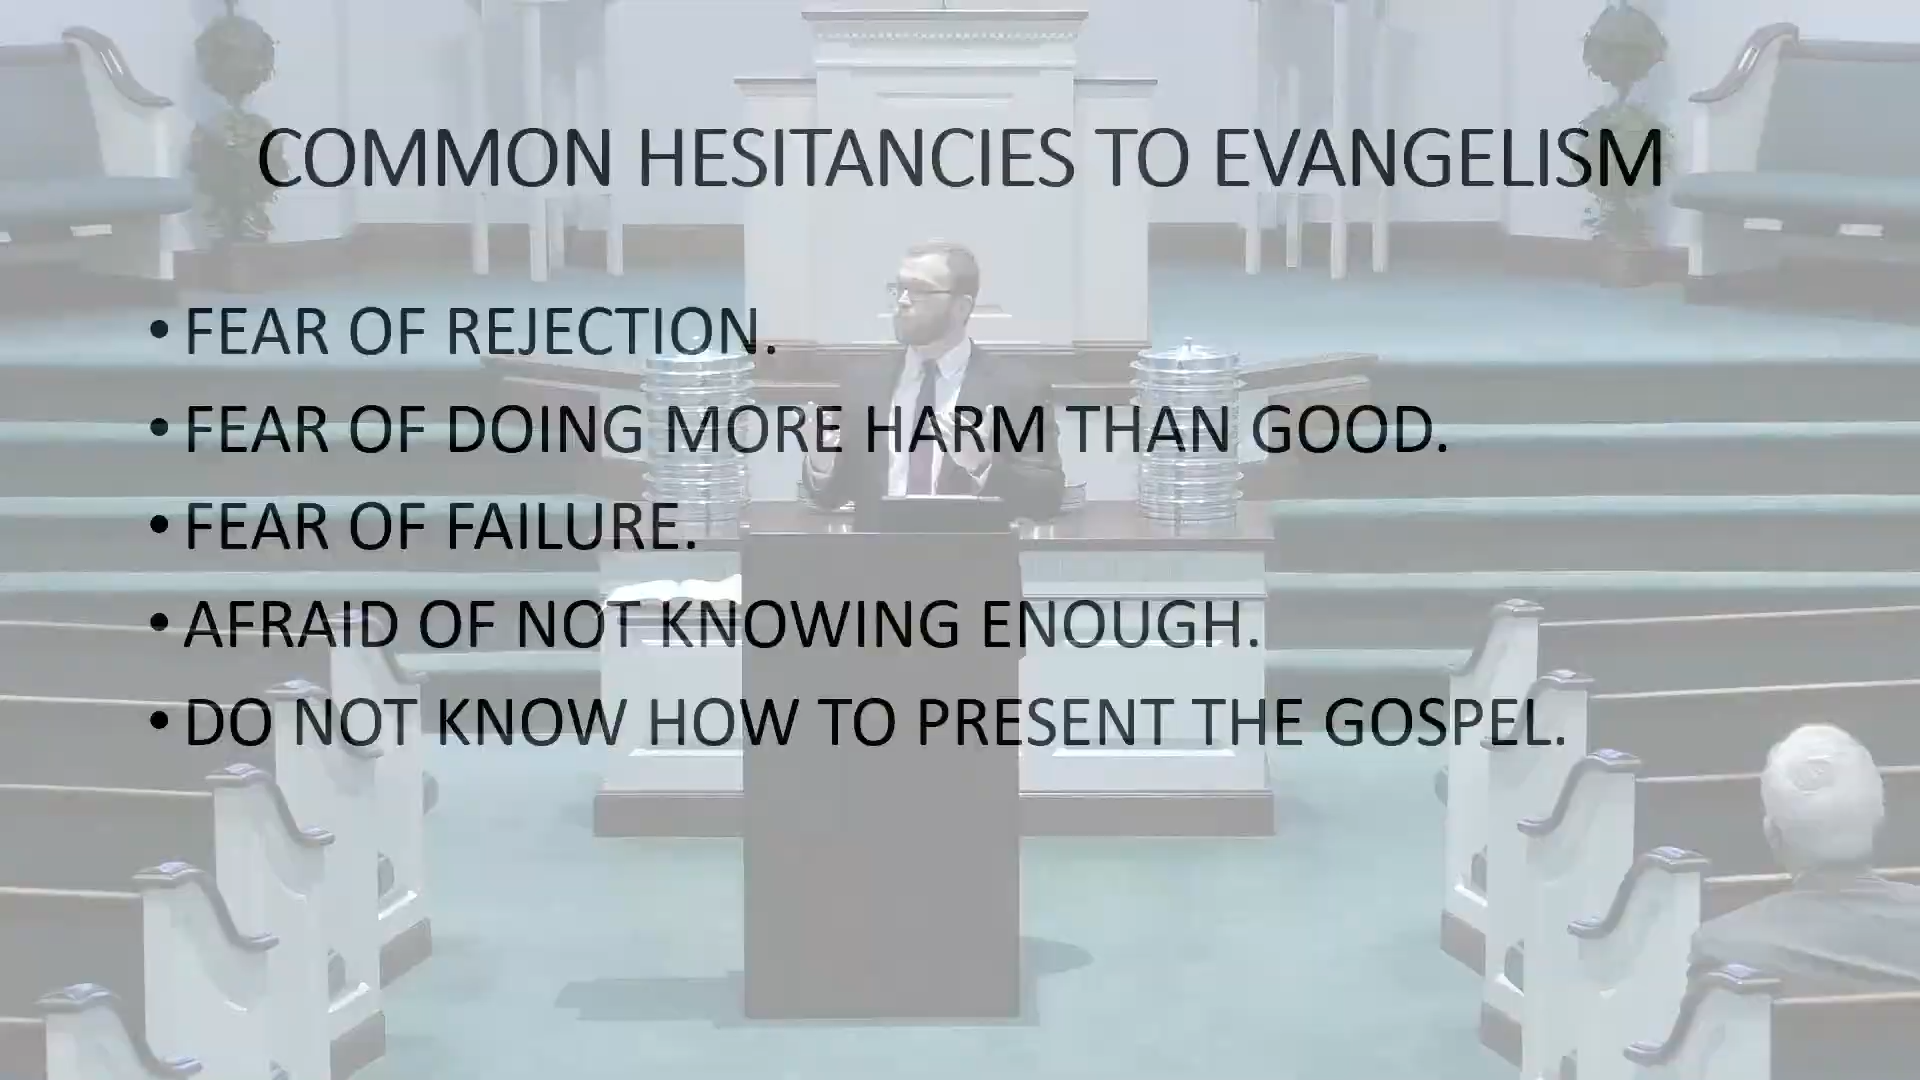 COMMON HESITANCIES TO EVANGELISM
• FEAR OF REJECTION.
• FEAR OF DOING MORE HARM THAN GOOD.
• FEAR OF FAILURE.
• AFRAID OF NOT KNOWING ENOUGH.
• DO NOT KNOW HOW TO PRESENT THE GOSPEL.